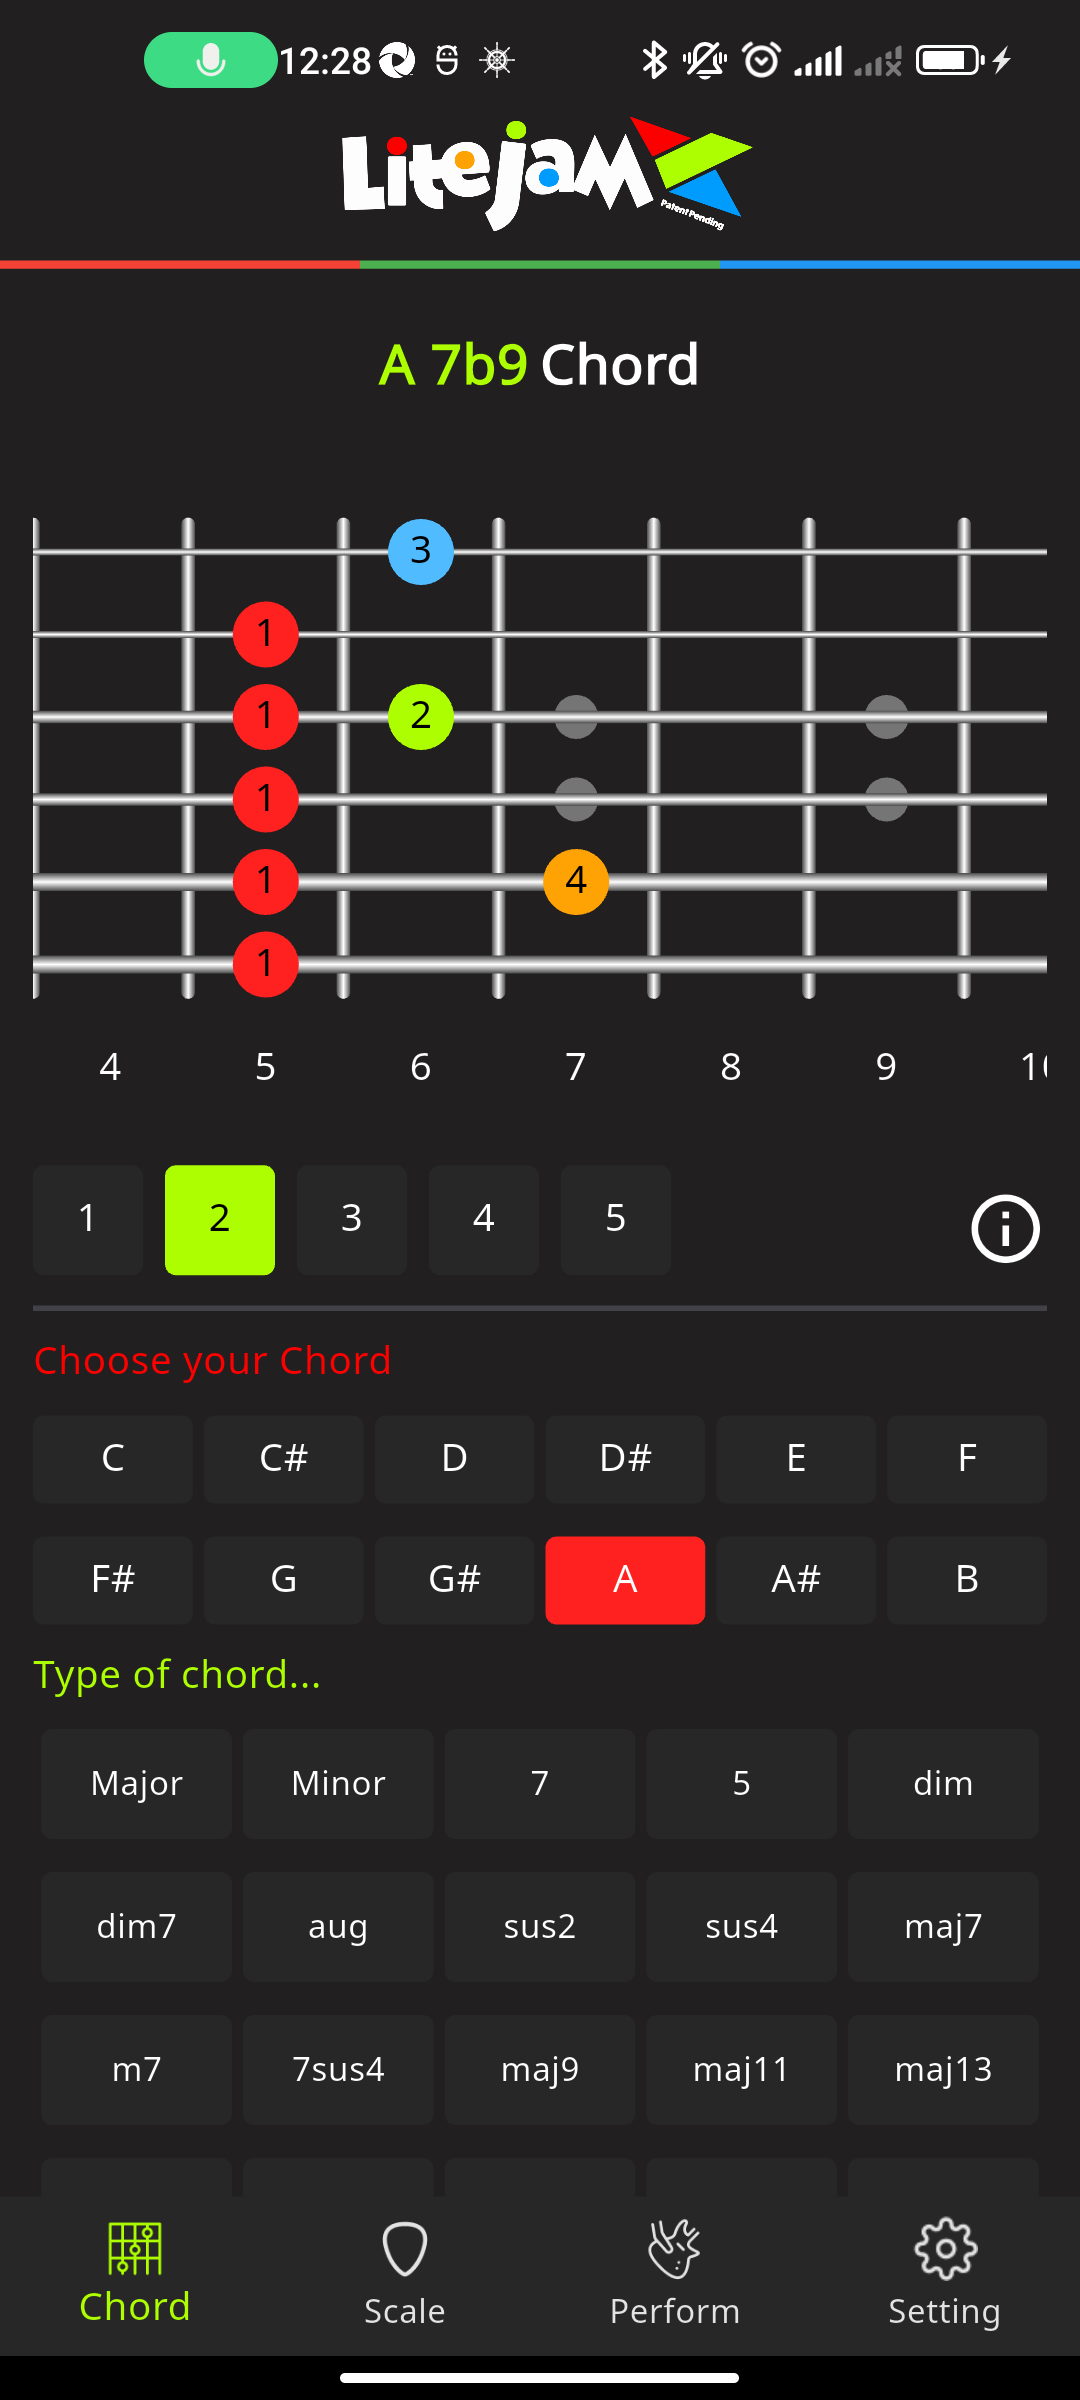 12:28
Litejam
Patent Pending
A 7b9 Chord
3
1
1 2
1
1 4
1
4 5 6 7 8 9 10
1 2 3 4 5
Choose your Chord
C C# D D# E F
F# G G# A A# B
Type of chord...
Major Minor 7 5 dim
dim7 aug sus2 sus4 maj7
m7 7sus4 maj9 maj11 maj13
Chord Scale Perform Setting